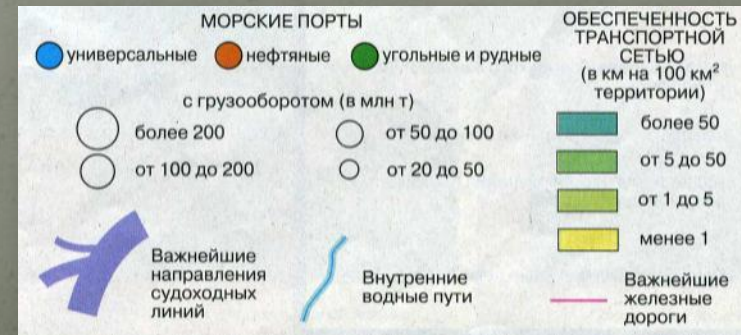 МОРСКИЕ ПОРТЫ
универсальные
нефтяные
угольные и рудные
с грузооборотом (в млн т)
более 200
от 50 до 100
от 100 до 200
от 20 до 50
Важнейшие
направления
судоходных
линий
Внутренние
водные пути
ОБЕСПЕЧЕННОСТЬ
ТРАНСПОРТНОЙ
СЕТЬЮ
(в км на 100 км²
территории)
более 50
от 5 до 50
от 1 до 5
менее 1
Важнейшие
железные
дороги